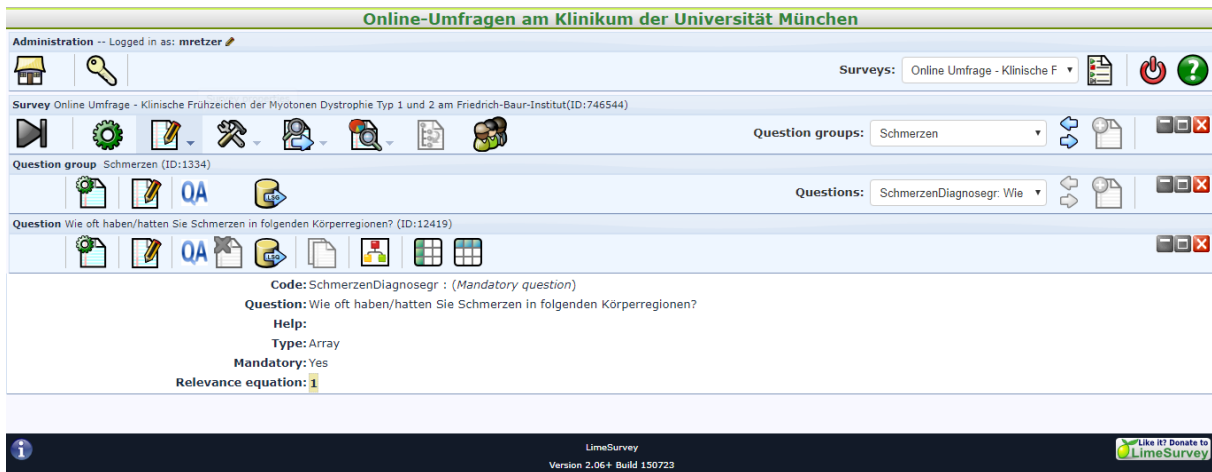 Online-Umfragen am Klinikum der Universität München
Administration -- Logged in as: mretzer
Surveys: Online Umfrage - Klinische F
Survey Online Umfrage - Klinische Frühzeichen der Myotonen Dystrophie Typ 1 und 2 am Friedrich-Baur-Institut(ID:746544)
Question groups: Schmerzen
Question group Schmerzen (ID:1334)
QA LSG Questions: SchmerzenDiagnosegr: Wie
Question Wie oft haben/hatten Sie Schmerzen in folgenden Körperregionen? (ID:12419)
QA LSQ
Code: SchmerzenDiagnosegr : (Mandatory question)
Question: Wie oft haben/hatten Sie Schmerzen in folgenden Körperregionen?
Help:
Type: Array
Mandatory: Yes
Relevance equation: 1
LimeSurvey
Version 2.06+ Build 150723
Like it? Donate to
LimeSurvey